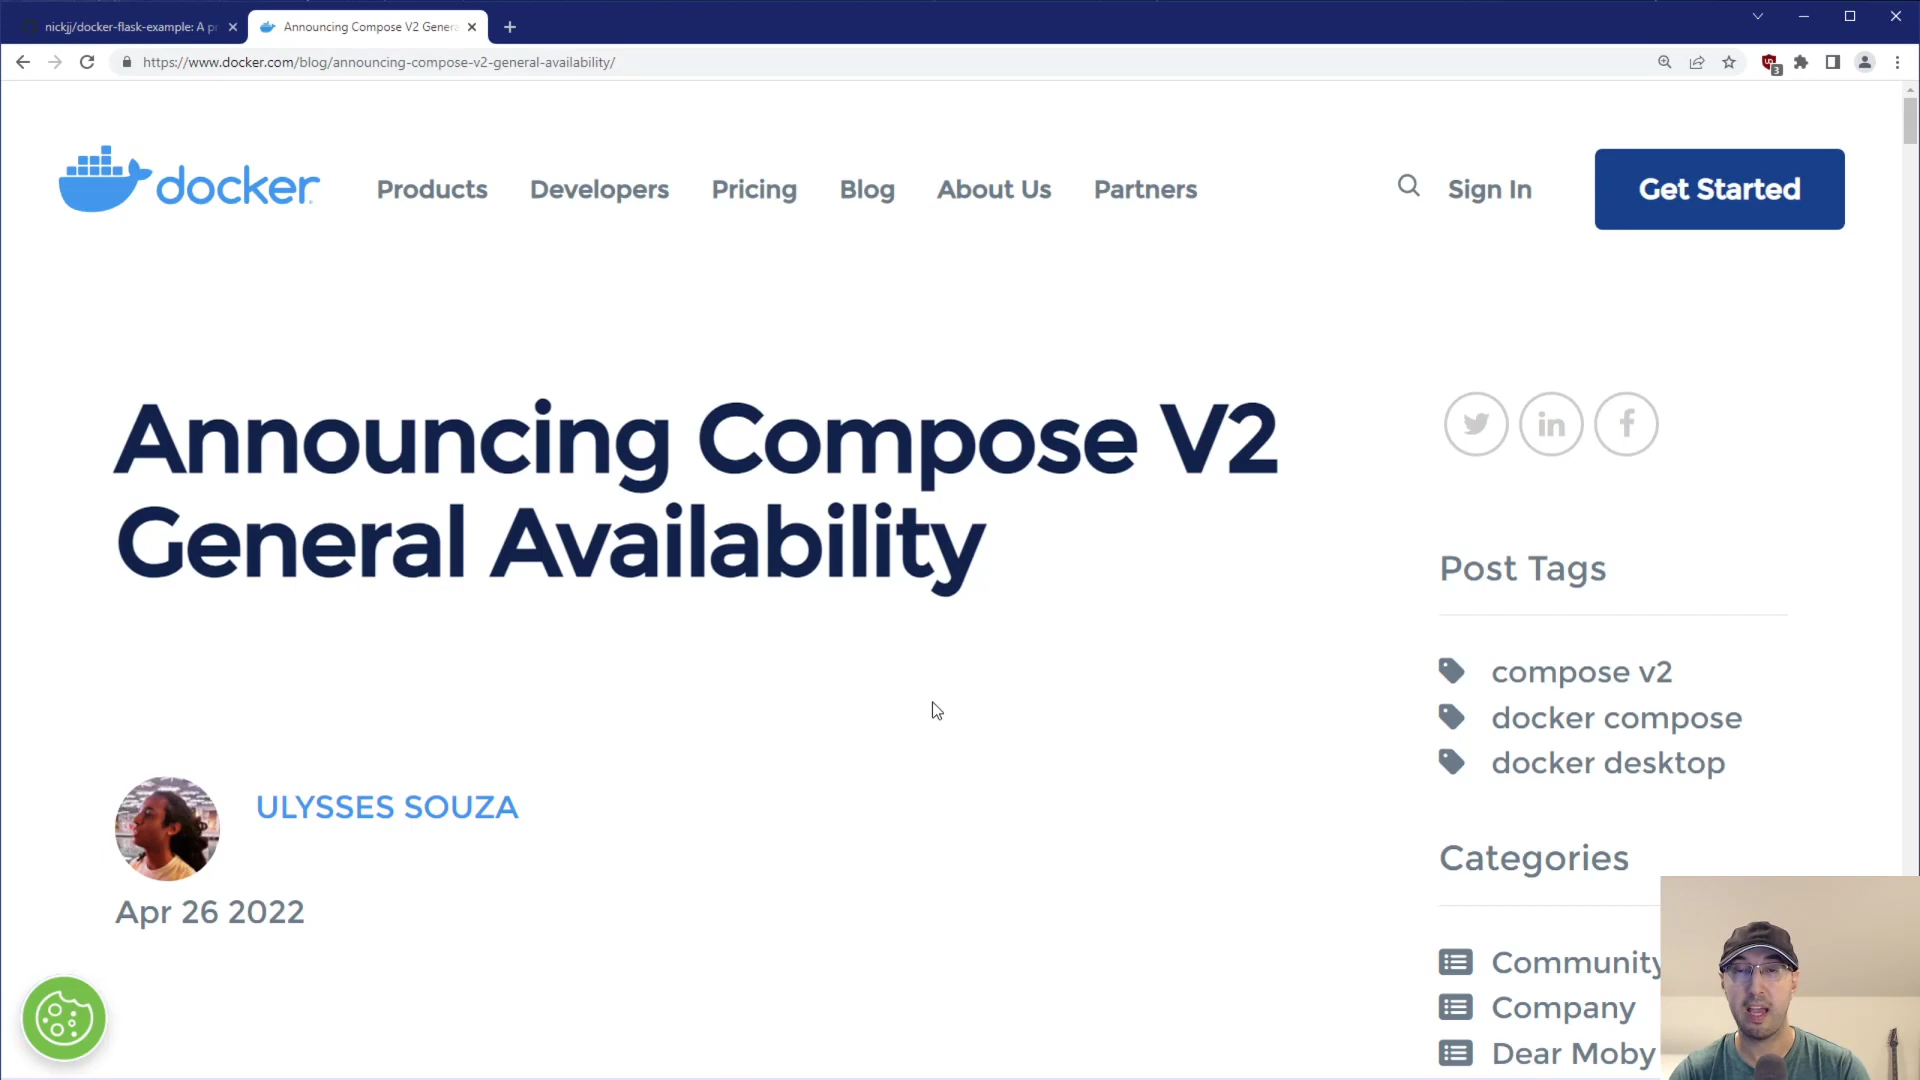 nickjj/docker-flask-example: A pr
Announcing Compose V2 Genera
https://www.docker.com/blog/announcing-compose-v2-general-availability/
3
docker
Products
Developers
Pricing
Blog
About Us
Partners
Sign In
Get Started
Announcing Compose V2
General Availability
Post Tags
compose v2
docker compose
docker desktop
ULYSSES SOUZA
Apr 26 2022
Categories
Community
Company
Dear Moby